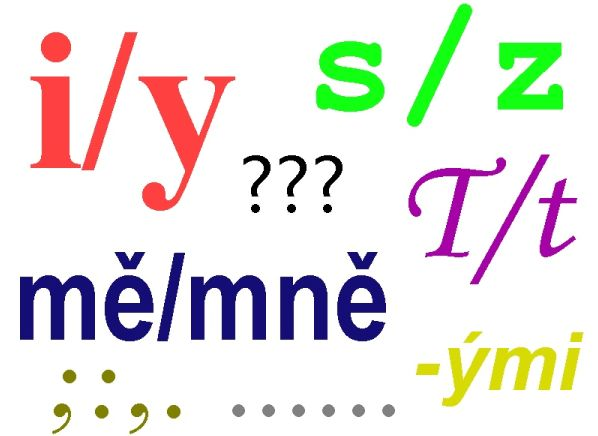 i/y
s/z
???
T/t
mě/mně
-ými
;:,.
......